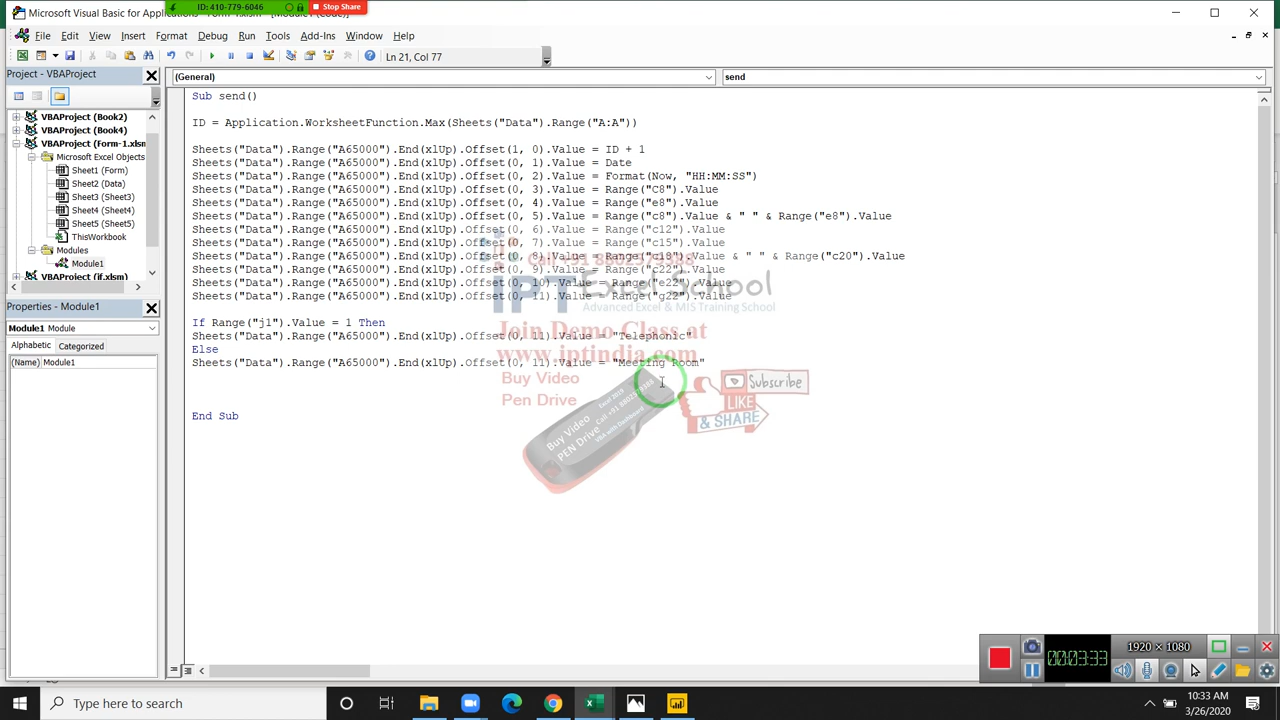 ID: 410-779-6046
Stop Share
Microsoft Visual Basic for Applications
File Edit View Insert Format Debug Run Tools Add-Ins Window Help
Ln 21, Col 77
Project - VBAProject
(General)
send
VBAProject (Book2)
VBAProject (Book4)
VBAProject (Form-1.xlsm
Microsoft Excel Objects
Sheet1 (Form)
Sheet2 (Data)
Sheet3 (Sheet3)
Sheet4 (Sheet4)
Sheet5 (Sheet5)
ThisWorkbook
Modules
Module1
VBAProject (if.xlsm)
Properties - Module1
Module1 Module
Alphabetic Categorized
(Name) Module1
Sub send()
ID = Application.WorksheetFunction.Max(Sheets("Data").Range("A:A"))
Sheets("Data").Range("A65000").End(xlUp).Offset(1, 0).Value = ID + 1
Sheets("Data").Range("A65000").End(xlUp).Offset(0, 1).Value = Date
Sheets("Data").Range("A65000").End(xlUp).Offset(0, 2).Value = Format(Now, "HH:MM:SS")
Sheets("Data").Range("A65000").End(xlUp).Offset(0, 3).Value = Range("C8").Value
Sheets("Data").Range("A65000").End(xlUp).Offset(0, 4).Value = Range("e8").Value
Sheets("Data").Range("A65000").End(xlUp).Offset(0, 5).Value = Range("c8").Value & " " & Range("e8").Value
Sheets("Data").Range("A65000").End(xlUp).Offset(0, 6).Value = Range("c12").Value
Sheets("Data").Range("A65000").End(xlUp).Offset(0, 7).Value = Range("c15").Value
Sheets("Data").Range("A65000").End(xlUp).Offset(0, 8).Value = Range("c18").Value & " " & Range("c20").Value
Sheets("Data").Range("A65000").End(xlUp).Offset(0, 9).Value = Range("c22").Value
Sheets("Data").Range("A65000").End(xlUp).Offset(0, 10).Value = Range("e22").Value
Sheets("Data").Range("A65000").End(xlUp).Offset(0, 11).Value = Range("g22").Value
If Range("j1").Value = 1 Then
Sheets("Data").Range("A65000").End(xlUp).Offset(0, 11).Value = "Telephonic"
Else
Sheets("Data").Range("A65000").End(xlUp).Offset(0, 11).Value = "Meeting Room"
End Sub
iPT Excel School
Advanced Excel & MIS Training School
Join Demo Class at
www.iptindia.com
Buy Video
Pen Drive
Buy Video
PEN Drive
Subscribe
LIKE
& SHARE
1920 × 1080
00:03:33
Type here to search
10:33 AM
3/26/2020